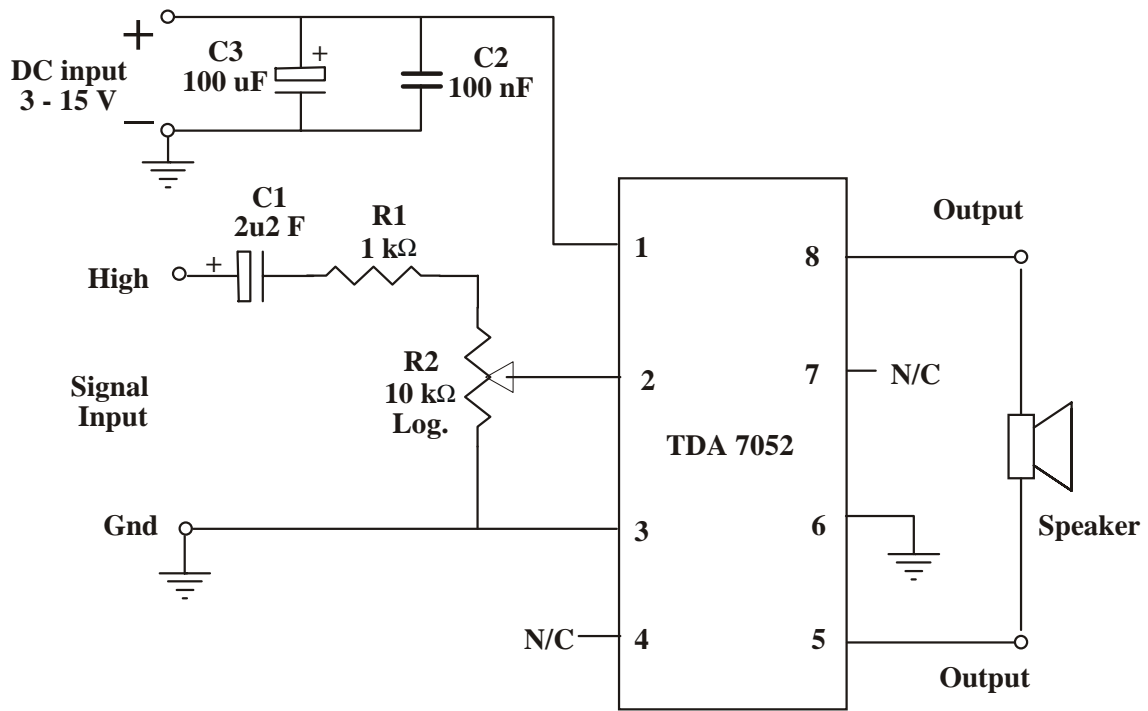 +
DC input
3 - 15 V
−
C3
100 uF
+
C2
100 nF
C1
2u2 F
+
R1
1 kΩ
High
Signal
Input
R2
10 kΩ
Log.
Gnd
N/C
1
2
3
4
TDA 7052
8
7
6
5
N/C
Output
Speaker
Output